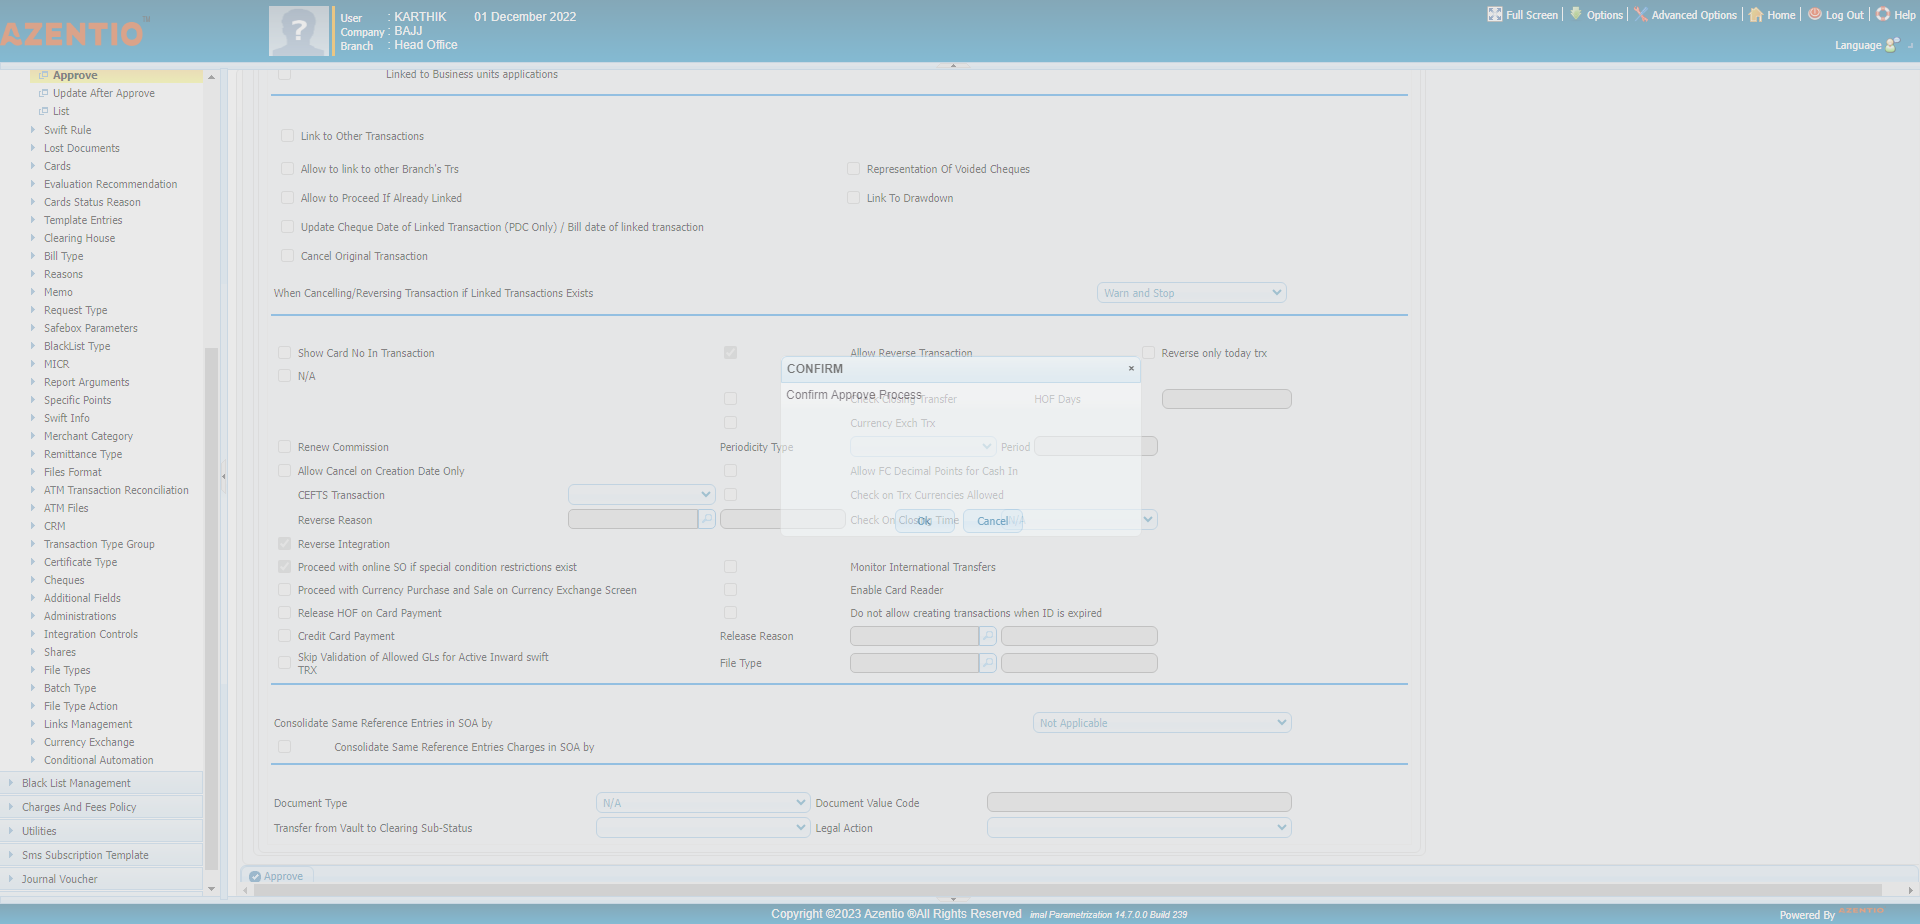 AZENTIO TM
User : KARTHIK 01 December 2022
Company : BAJJ
Branch : Head Office
Full Screen Options Advanced Options Home Log Out Help
Language
Approve
Update After Approve
List
Swift Rule
Lost Documents
Cards
Evaluation Recommendation
Cards Status Reason
Template Entries
Clearing House
Bill Type
Reasons
Memo
Request Type
Safebox Parameters
BlackList Type
MICR
Report Arguments
Specific Points
Swift Info
Merchant Category
Remittance Type
Files Format
ATM Transaction Reconciliation
ATM Files
CRM
Transaction Type Group
Certificate Type
Cheques
Additional Fields
Administrations
Integration Controls
Shares
File Types
Batch Type
File Type Action
Links Management
Currency Exchange
Conditional Automation
Black List Management
Charges And Fees Policy
Utilities
Sms Subscription Template
Journal Voucher
Linked to Business units applications
Link to Other Transactions
Allow to link to other Branch's Trs Representation Of Voided Cheques
Allow to Proceed If Already Linked Link To Drawdown
Update Cheque Date of Linked Transaction (PDC Only) / Bill date of linked transaction
Cancel Original Transaction
When Cancelling/Reversing Transaction if Linked Transactions Exists Warn and Stop
Show Card No In Transaction Allow Reverse Transaction Reverse only today trx
N/A
CONFIRM ×
Confirm Approve Process
Ok Cancel
Check Closing Transfer HOF Days
Currency Exch Trx
Renew Commission Periodicity Type Period
Allow Cancel on Creation Date Only Allow FC Decimal Points for Cash In
CEFTS Transaction Check on Trx Currencies Allowed
Reverse Reason Check On Closing Time N/A
Reverse Integration
Proceed with online SO if special condition restrictions exist Monitor International Transfers
Proceed with Currency Purchase and Sale on Currency Exchange Screen Enable Card Reader
Release HOF on Card Payment Do not allow creating transactions when ID is expired
Credit Card Payment Release Reason
Skip Validation of Allowed GLs for Active Inward swift
TRX File Type
Consolidate Same Reference Entries in SOA by Not Applicable
Consolidate Same Reference Entries Charges in SOA by
Document Type N/A Document Value Code
Transfer from Vault to Clearing Sub-Status Legal Action
Approve
Copyright ©2023 Azentio ®All Rights Reserved imal Parametrization 14.7.0.0 Build 239
Powered By AZENTIO